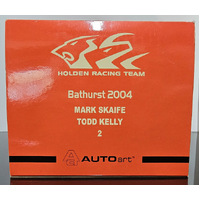 HOLDEN RACING TEAM
Bathurst 2004
MARK SKAIFE
TODD KELLY
2
AUTOart